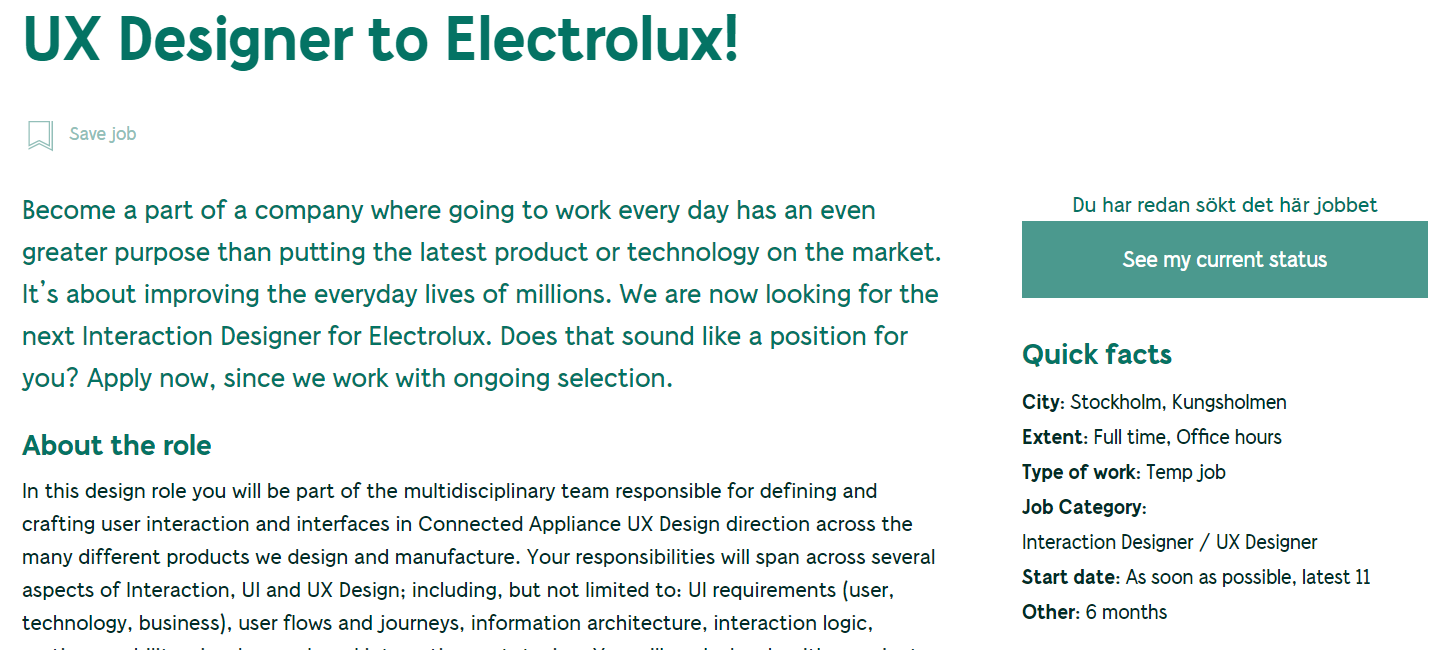 UX Designer to Electrolux!
Save job
Become a part of a company where going to work every day has an even
greater purpose than putting the latest product or technology on the market.
It's about improving the everyday lives of millions. We are now looking for the
next Interaction Designer for Electrolux. Does that sound like a position for
you? Apply now, since we work with ongoing selection.
About the role
In this design role you will be part of the multidisciplinary team responsible for defining and
crafting user interaction and interfaces in Connected Appliance UX Design direction across the
many different products we design and manufacture. Your responsibilities will span across several
aspects of Interaction, UI and UX Design; including, but not limited to: UI requirements (user,
technology, business), user flows and journeys, information architecture, interaction logic,
Du har redan sökt det här jobbet
See my current status
Quick facts
City: Stockholm, Kungsholmen
Extent: Full time, Office hours
Type of work: Temp job
Job Category:
Interaction Designer / UX Designer
Start date: As soon as possible, latest 11
Other: 6 months